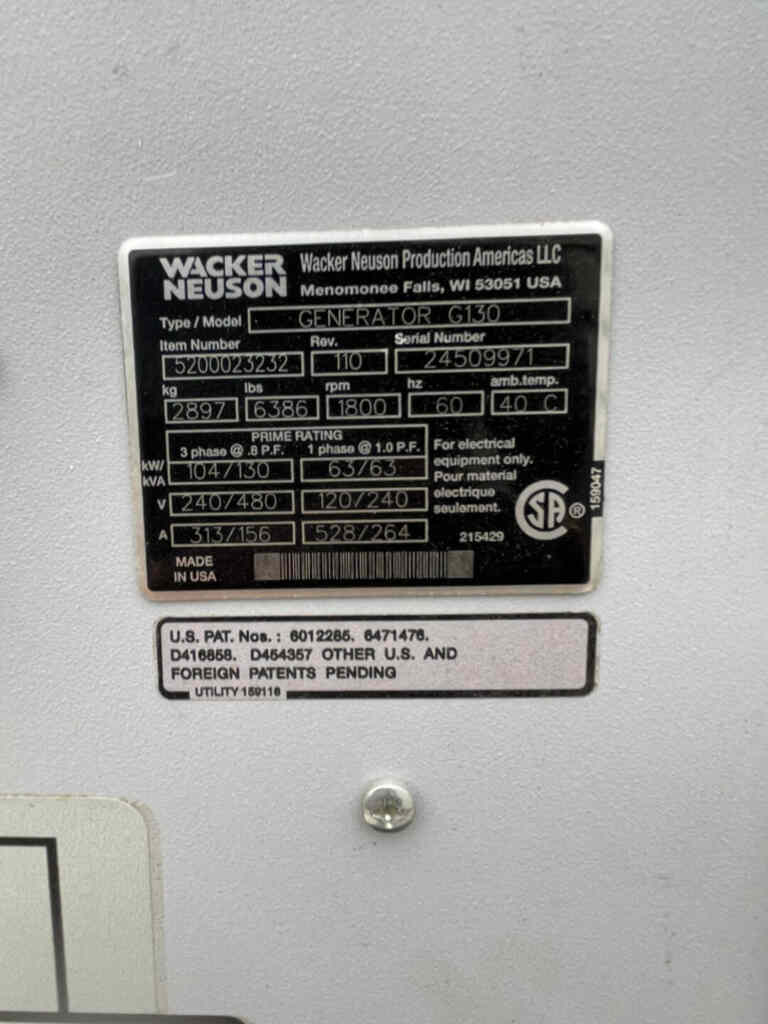 WACKER NEUSON
Wacker Neuson Production Americas LLC
Menomonee Falls, WI 53051 USA
Type / Model GENERATOR G130
Item Number Rev. Serial Number
5200023232 110 24509971
kg lbs rpm hz amb.temp.
2897 6386 1800 60 40 C
PRIME RATING
3 phase @ .8 P.F. 1 phase @ 1.0 P.F.
kW/kVA 104/130 63/63
V 240/480 120/240
A 313/156 528/264
For electrical
equipment only.
Pour material
electrique
seulement.
215429
SA ®
159047
MADE
IN USA
U.S. PAT. Nos. : 6012285. 6471476.
D416858. D454357 OTHER U.S. AND
FOREIGN PATENTS PENDING
UTILITY 159116